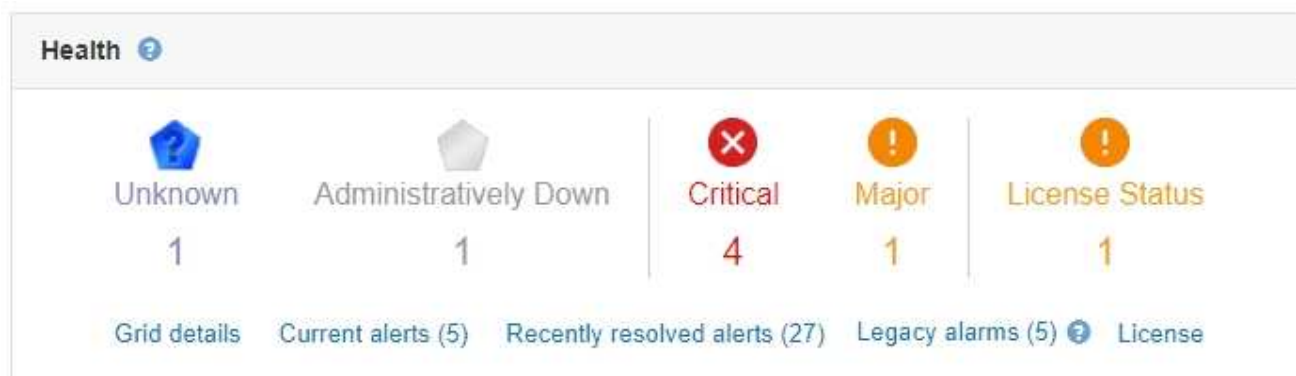 Health ?
Unknown Administratively Down Critical Major License Status
1 1 4 1 1
Grid details Current alerts (5) Recently resolved alerts (27) Legacy alarms (5) ? License